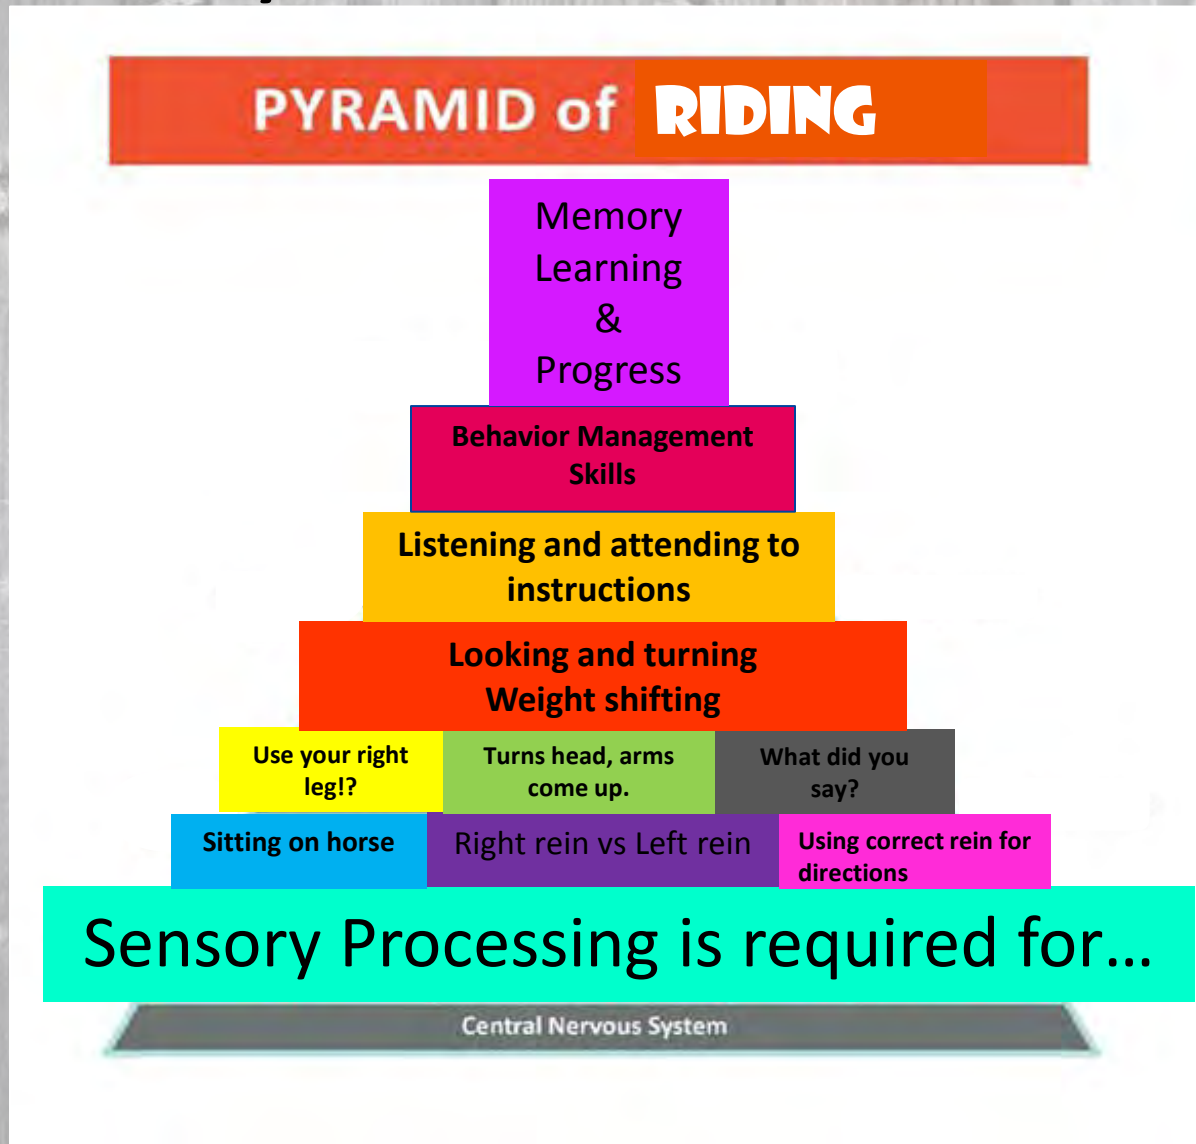 PYRAMID of RIDING
Memory
Learning
&
Progress
Behavior Management
Skills
Listening and attending to
instructions
Looking and turning
Weight shifting
Use your right
leg!?
Turns head, arms
come up.
What did you
say?
Sitting on horse
Right rein vs Left rein
Using correct rein for
directions
Sensory Processing is required for...
Central Nervous System